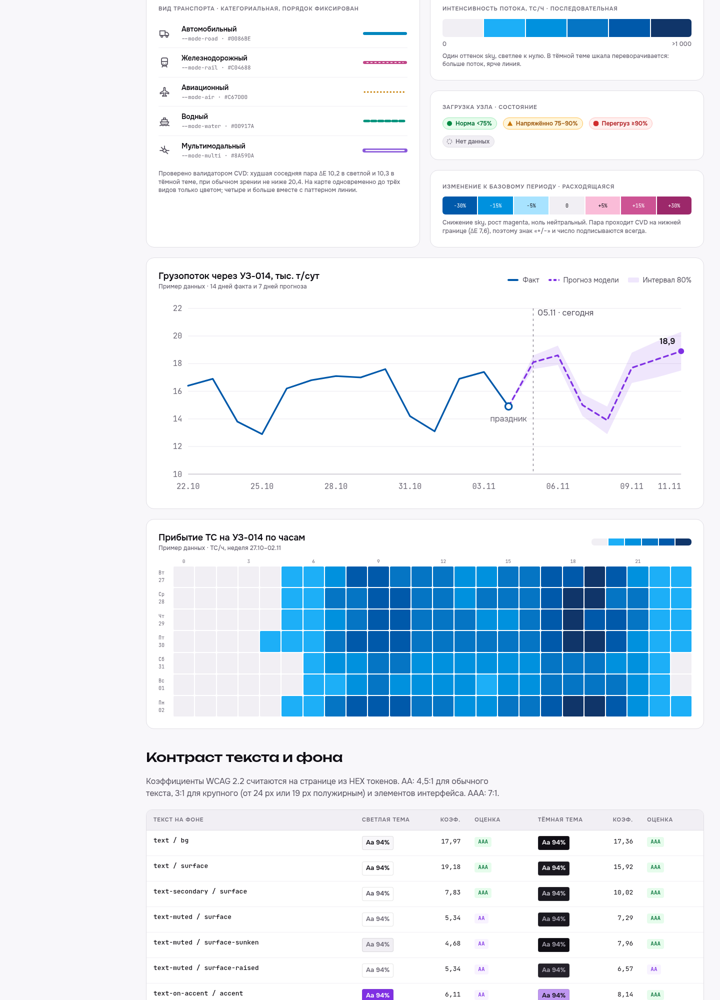 ВИД ТРАНСПОРТА · КАТЕГОРИАЛЬНАЯ, ПОРЯДОК ФИКСИРОВАН
Автомобильный
--mode-road · #0086BE
Железнодорожный
--mode-rail · #C04688
Авиационный
--mode-air · #C67D00
Водный
--mode-water · #00917A
Мультимодальный
--mode-multi · #8A59DA
Проверено валидатором CVD: худшая соседняя пара ΔE 10,2 в светлой и 10,3 в
тёмной теме, при обычном зрении не ниже 20,4. На карте одновременно до трёх
видов только цветом; четыре и больше вместе с паттерном линии.
ИНТЕНСИВНОСТЬ ПОТОКА, ТС/Ч · ПОСЛЕДОВАТЕЛЬНАЯ
0 >1 000
Один оттенок sky, светлее к нулю. В тёмной теме шкала переворачивается:
больше поток, ярче линия.
ЗАГРУЗКА УЗЛА · СОСТОЯНИЕ
Норма <75% Напряжённо 75–90% Перегруз ≥90%
Нет данных
ИЗМЕНЕНИЕ К БАЗОВОМУ ПЕРИОДУ · РАСХОДЯЩАЯСЯ
-30% -15% -5% 0 +5% +15% +30%
Снижение sky, рост magenta, ноль нейтральный. Пара проходит CVD на нижней
границе (ΔE 7,6), поэтому знак «+/−» и число подписываются всегда.
Грузопоток через УЗ-014, тыс. т/сут
Пример данных · 14 дней факта и 7 дней прогноза
Факт Прогноз модели Интервал 80%
22
05.11 · сегодня
20
18,9
18
16
14
праздник
12
10
22.10 25.10 28.10 31.10 03.11 06.11 09.11 11.11
Прибытие ТС на УЗ-014 по часам
Пример данных · ТС/ч, неделя 27.10–02.11
0 3 6 9 12 15 18 21
Вт
27
Ср
28
Чт
29
Пт
30
Сб
31
Вс
01
Пн
02
Контраст текста и фона
Коэффициенты WCAG 2.2 считаются на странице из HEX токенов. AA: 4,5:1 для обычного
текста, 3:1 для крупного (от 24 px или 19 px полужирным) и элементов интерфейса. AAA: 7:1.
ТЕКСТ НА ФОНЕ СВЕТЛАЯ ТЕМА КОЭФ. ОЦЕНКА ТЁМНАЯ ТЕМА КОЭФ. ОЦЕНКА
text / bg Aa 94% 17,97 AAA Aa 94% 17,36 AAA
text / surface Aa 94% 19,18 AAA Aa 94% 15,92 AAA
text-secondary / surface Aa 94% 7,83 AAA Aa 94% 10,02 AAA
text-muted / surface Aa 94% 5,34 AA Aa 94% 7,29 AAA
text-muted / surface-sunken Aa 94% 4,68 AA Aa 94% 7,96 AAA
text-muted / surface-raised Aa 94% 5,34 AA Aa 94% 6,57 AA
text-on-accent / accent Aa 94% 6,11 AA Aa 94% 8,14 AAA